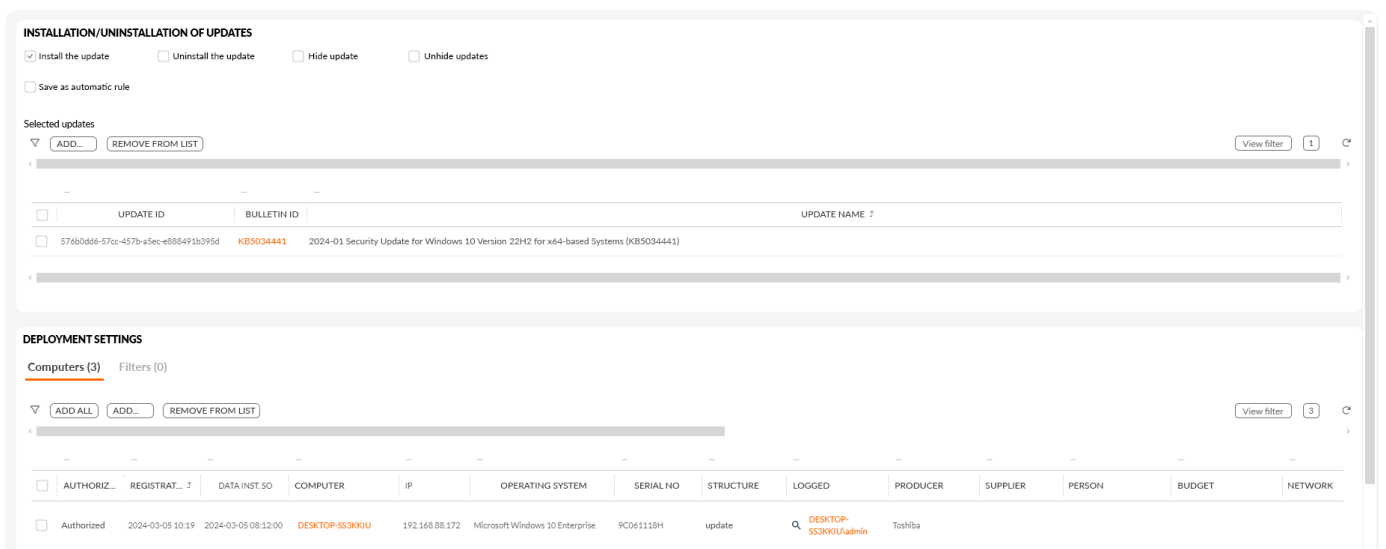 INSTALLATION/UNINSTALLATION OF UPDATES
Install the update Uninstall the update Hide update Unhide updates
Save as automatic rule
Selected updates
ADD... REMOVE FROM LIST View filter 1
... ... ...
UPDATE ID BULLETIN ID UPDATE NAME
576b0dd6-57cc-457b-a5ec-e888491b395d KB5034441 2024-01 Security Update for Windows 10 Version 22H2 for x64-based Systems (KB5034441)
DEPLOYMENT SETTINGS
Computers (3) Filters (0)
ADD ALL ADD... REMOVE FROM LIST View filter 3
... ... ... ... ... ... ... ... ... ... ... ... ... ...
AUTHORIZ... REGISTRAT... DATA INST. SO COMPUTER IP OPERATING SYSTEM SERIAL NO STRUCTURE LOGGED PRODUCER SUPPLIER PERSON BUDGET NETWORK
Authorized 2024-03-05 10:19 2024-03-05 08:12:00 DESKTOP-SS3KKIU 192.168.88.172 Microsoft Windows 10 Enterprise 9C061118H update DESKTOP-
SS3KKIU\admin Toshiba